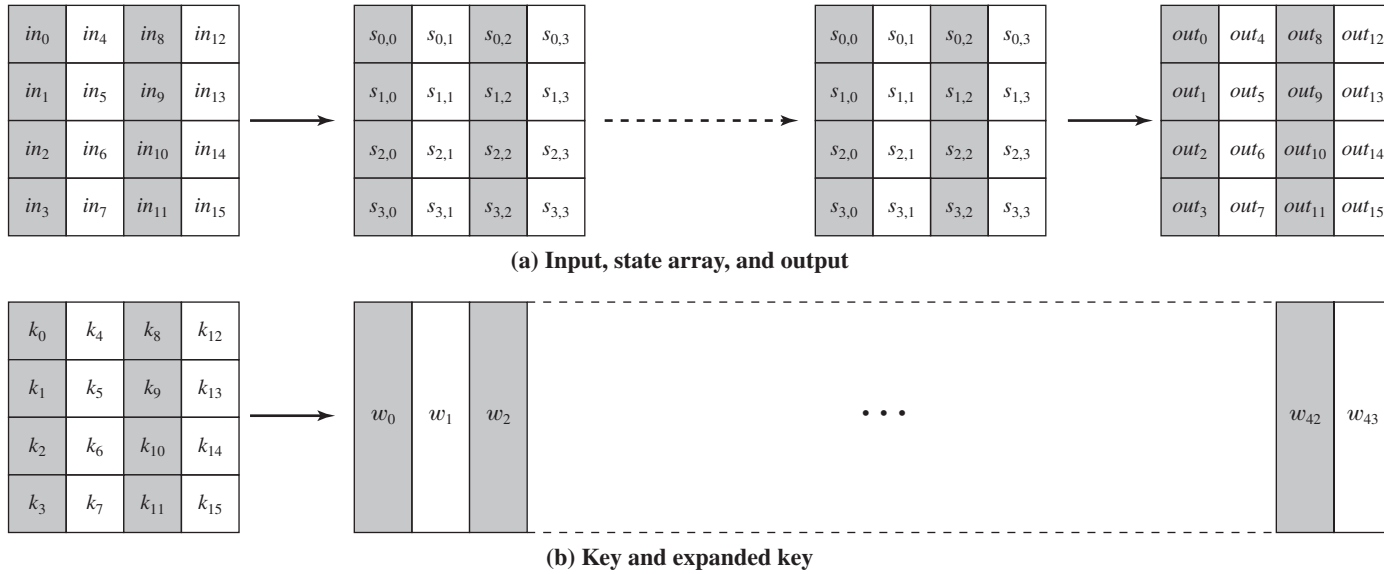 in₀ in₄ in₈ in₁₂ s₀,₀ s₀,₁ s₀,₂ s₀,₃ s₀,₀ s₀,₁ s₀,₂ s₀,₃ out₀ out₄ out₈ out₁₂
in₁ in₅ in₉ in₁₃ s₁,₀ s₁,₁ s₁,₂ s₁,₃ s₁,₀ s₁,₁ s₁,₂ s₁,₃ out₁ out₅ out₉ out₁₃
in₂ in₆ in₁₀ in₁₄ s₂,₀ s₂,₁ s₂,₂ s₂,₃ s₂,₀ s₂,₁ s₂,₂ s₂,₃ out₂ out₆ out₁₀ out₁₄
in₃ in₇ in₁₁ in₁₅ s₃,₀ s₃,₁ s₃,₂ s₃,₃ s₃,₀ s₃,₁ s₃,₂ s₃,₃ out₃ out₇ out₁₁ out₁₅
(a) Input, state array, and output
k₀ k₄ k₈ k₁₂
k₁ k₅ k₉ k₁₃
w₀ w₁ w₂ • • • w₄₂ w₄₃
k₂ k₆ k₁₀ k₁₄
k₃ k₇ k₁₁ k₁₅
(b) Key and expanded key